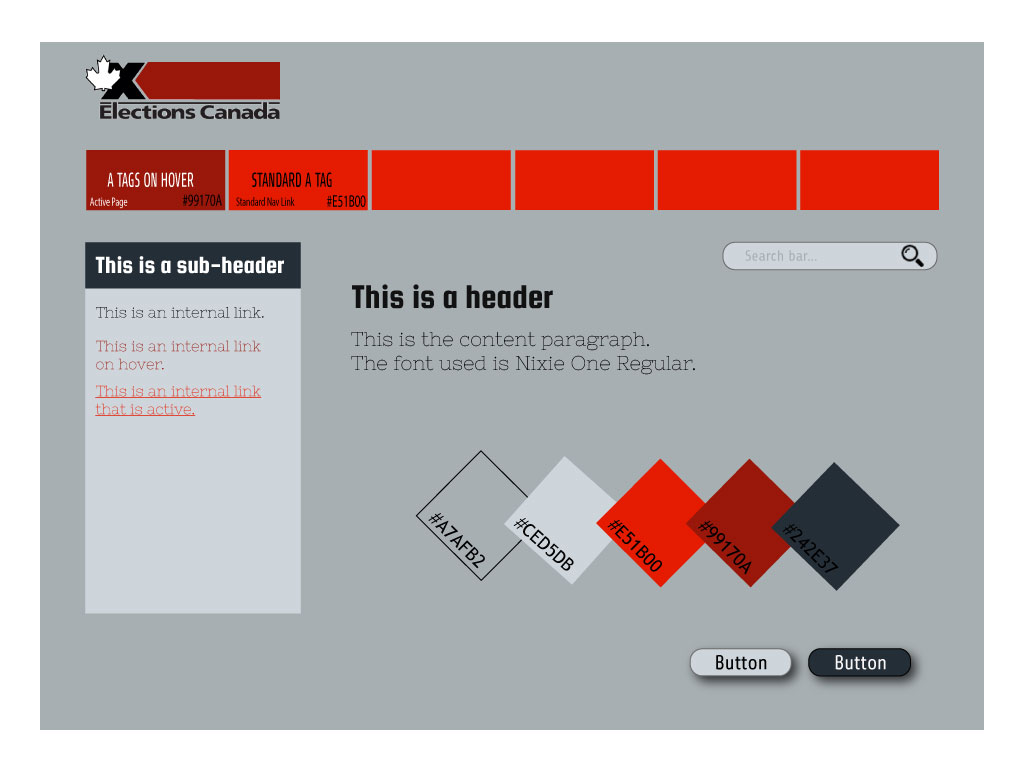 X
Elections Canada
A TAGS ON HOVER
Active Page
#99170A
STANDARD A TAG
Standard Nav Link
#E51B00
This is a sub-header
This is an internal link.
This is an internal link
on hover.
This is an internal link
that is active.
Search bar...
This is a header
This is the content paragraph.
The font used is Nixie One Regular.
#A7AFB2
#CED5DB
#E51B00
#99170A
#242E37
Button
Button